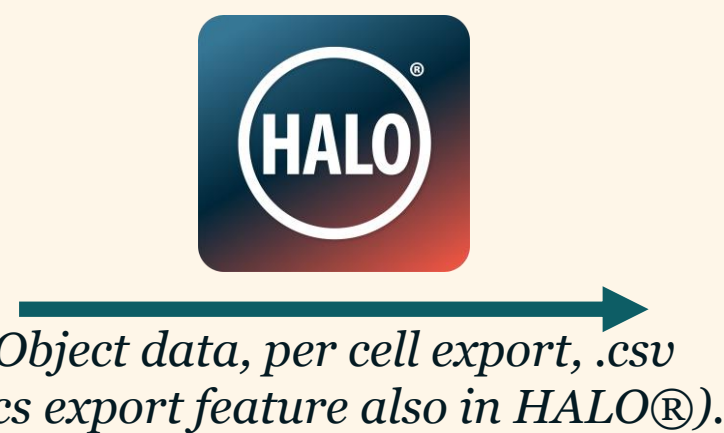 HALO®
Object data, per cell export, .csv
cs export feature also in HALO®).